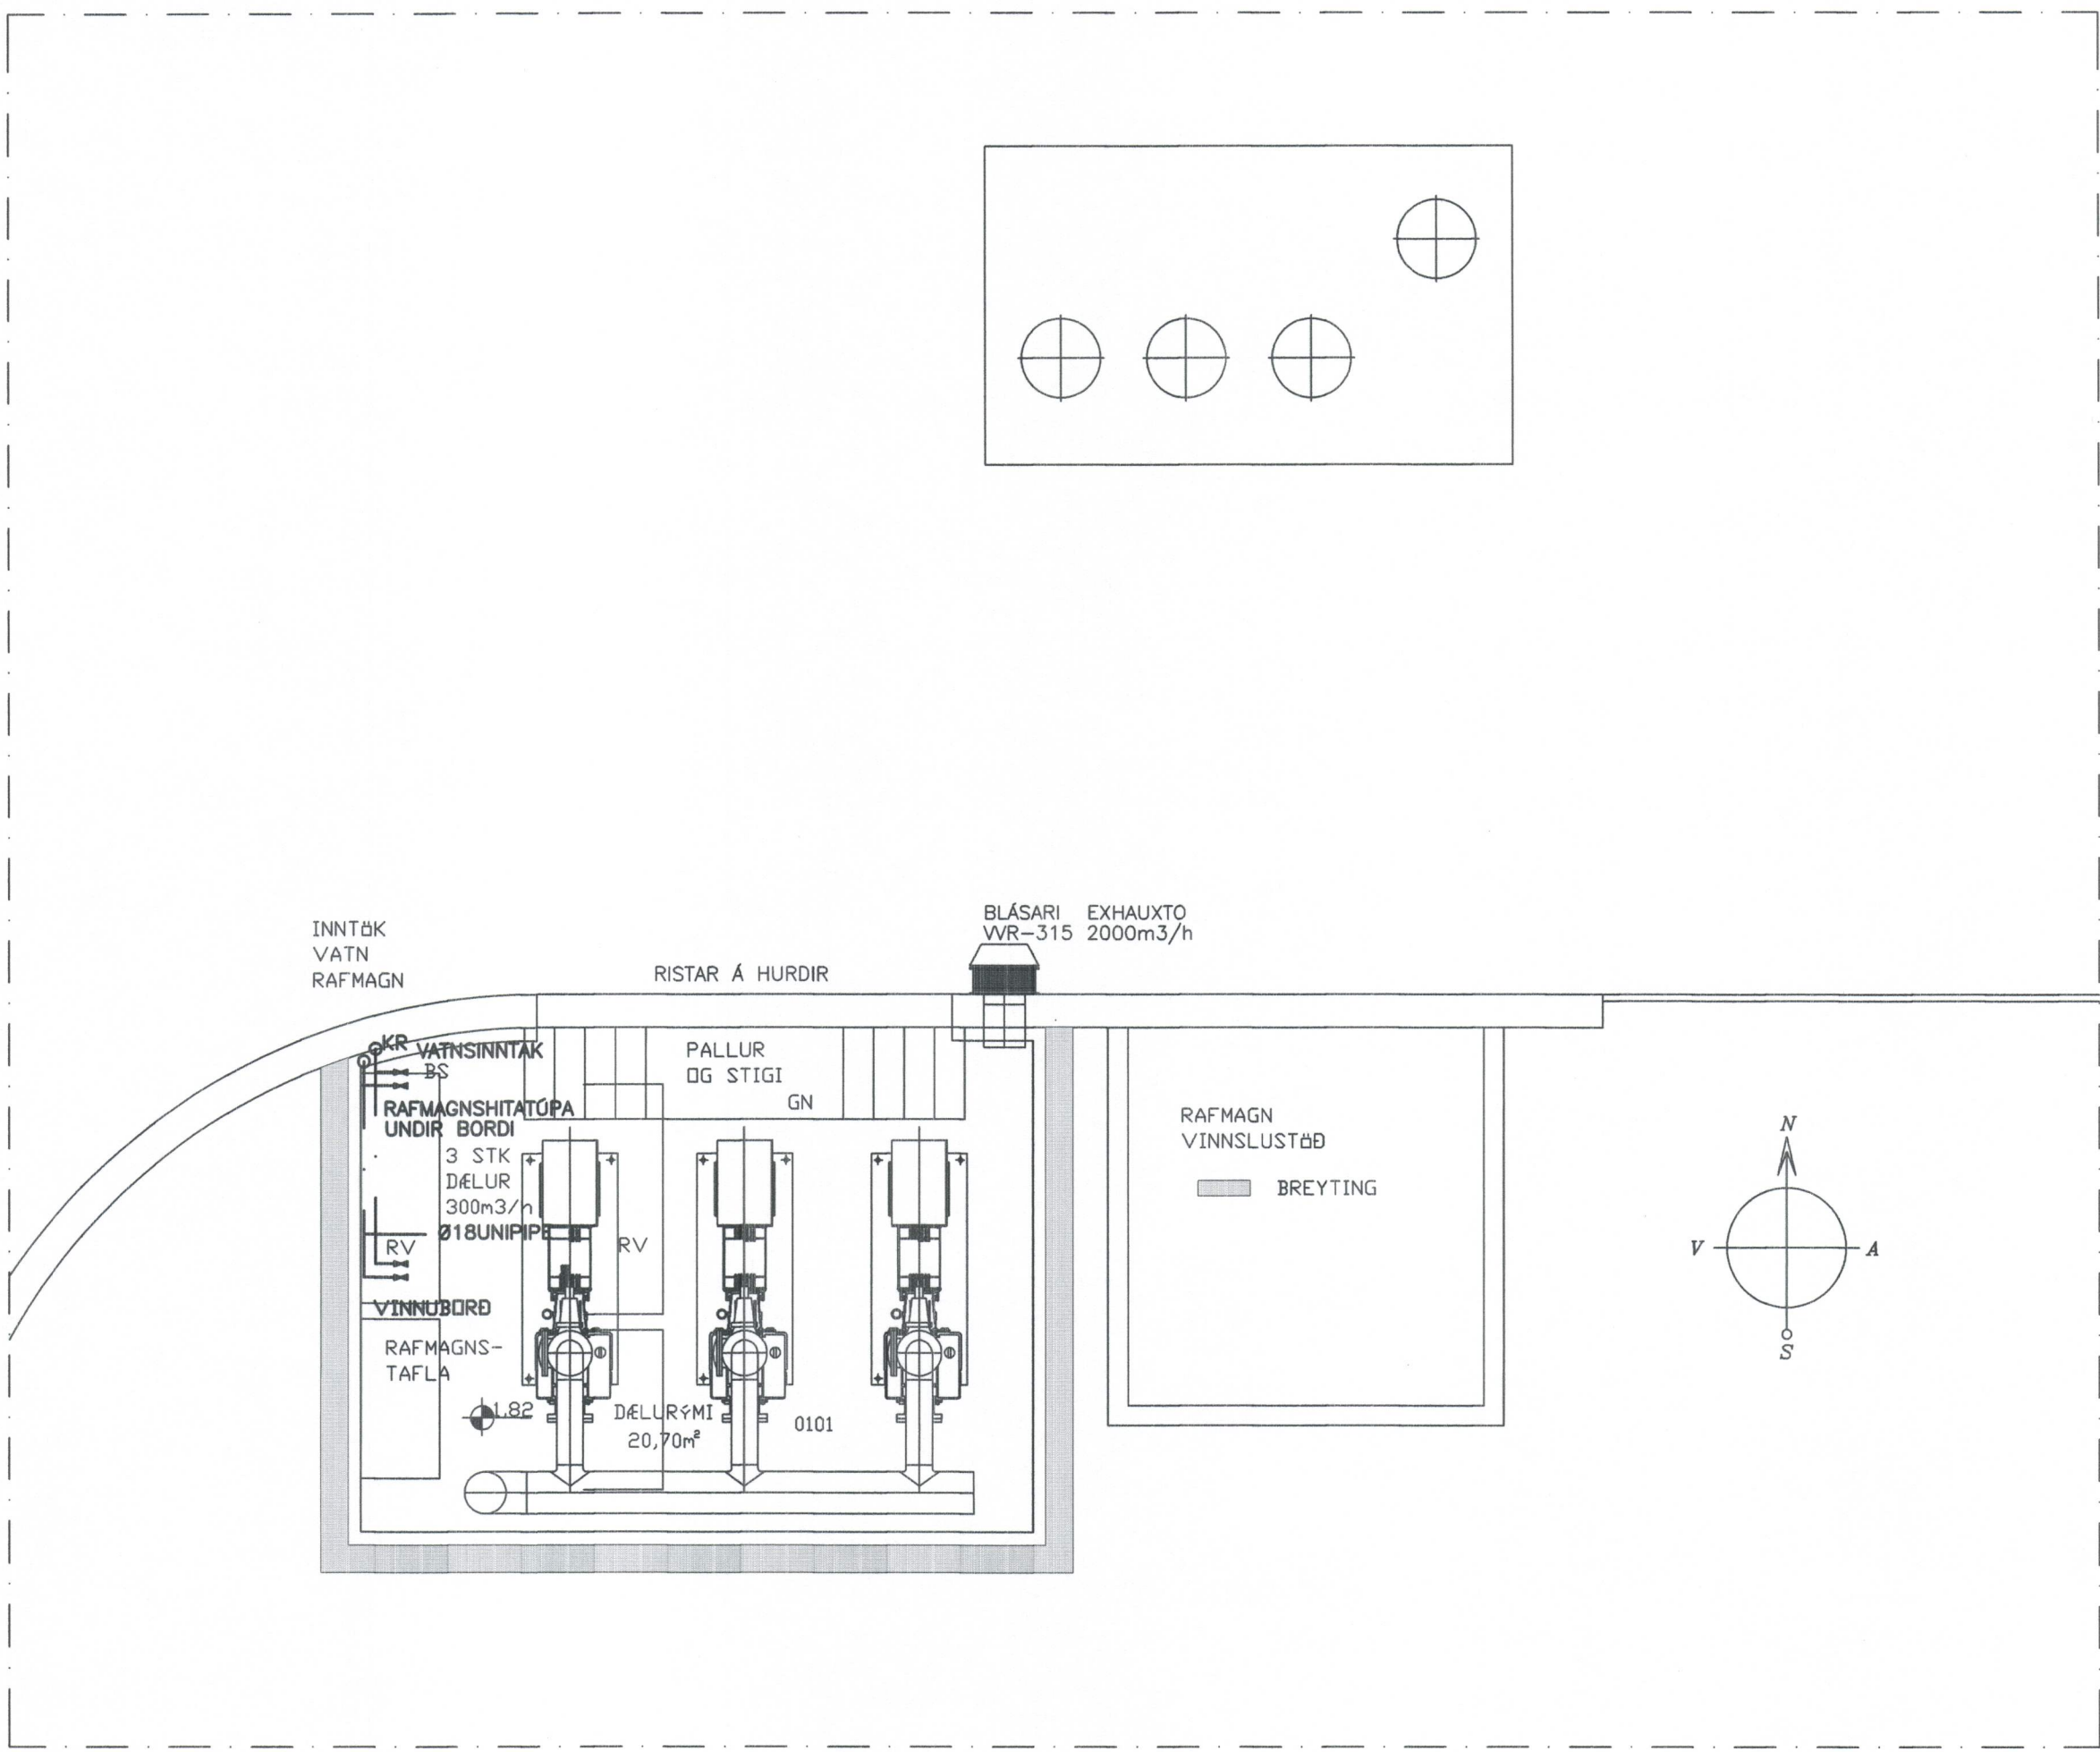 BLÁSARI EXHAUXTO
VVR-315 2000m3/h
INNTÖK
VATN
RAFMAGN
RISTAR Á HURDIR
KR VATNSINNTAK
BS
PALLUR
OG STIGI
GN
RAFMAGNSHITATÚPA
UNDIR BORDI
3 STK
DÆLUR
300m3/h
Ø18UNIPIPE
RV
RV
VINNUBORÐ
RAFMAGNS-
TAFLA
1,82
DÆLURÝMI
20,70m²
0101
RAFMAGN
VINNSLUSTÖÐ
BREYTING
N
V
A
S